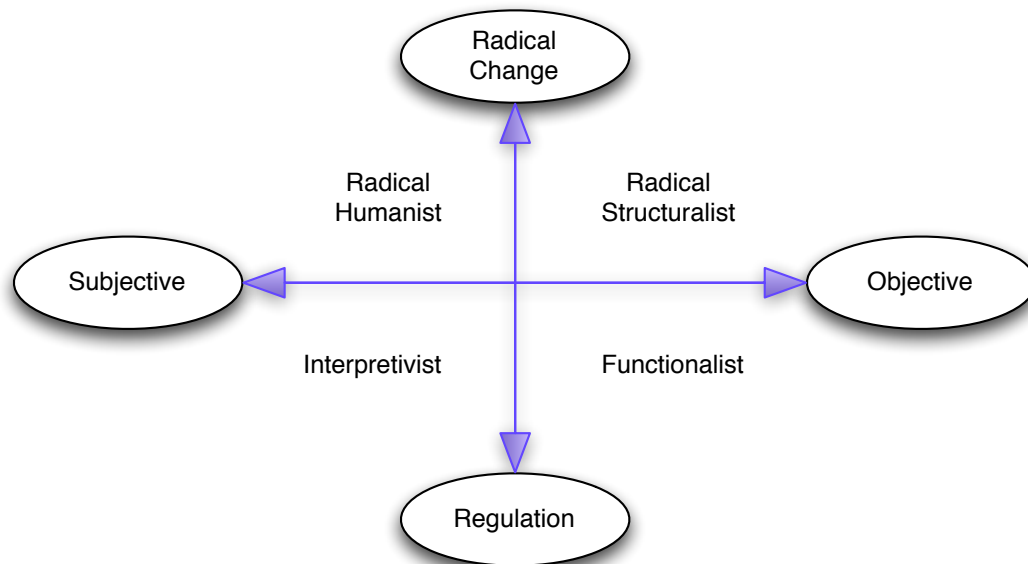 Radical
Change
Radical
Humanist
Radical
Structuralist
Subjective
Objective
Interpretivist
Functionalist
Regulation